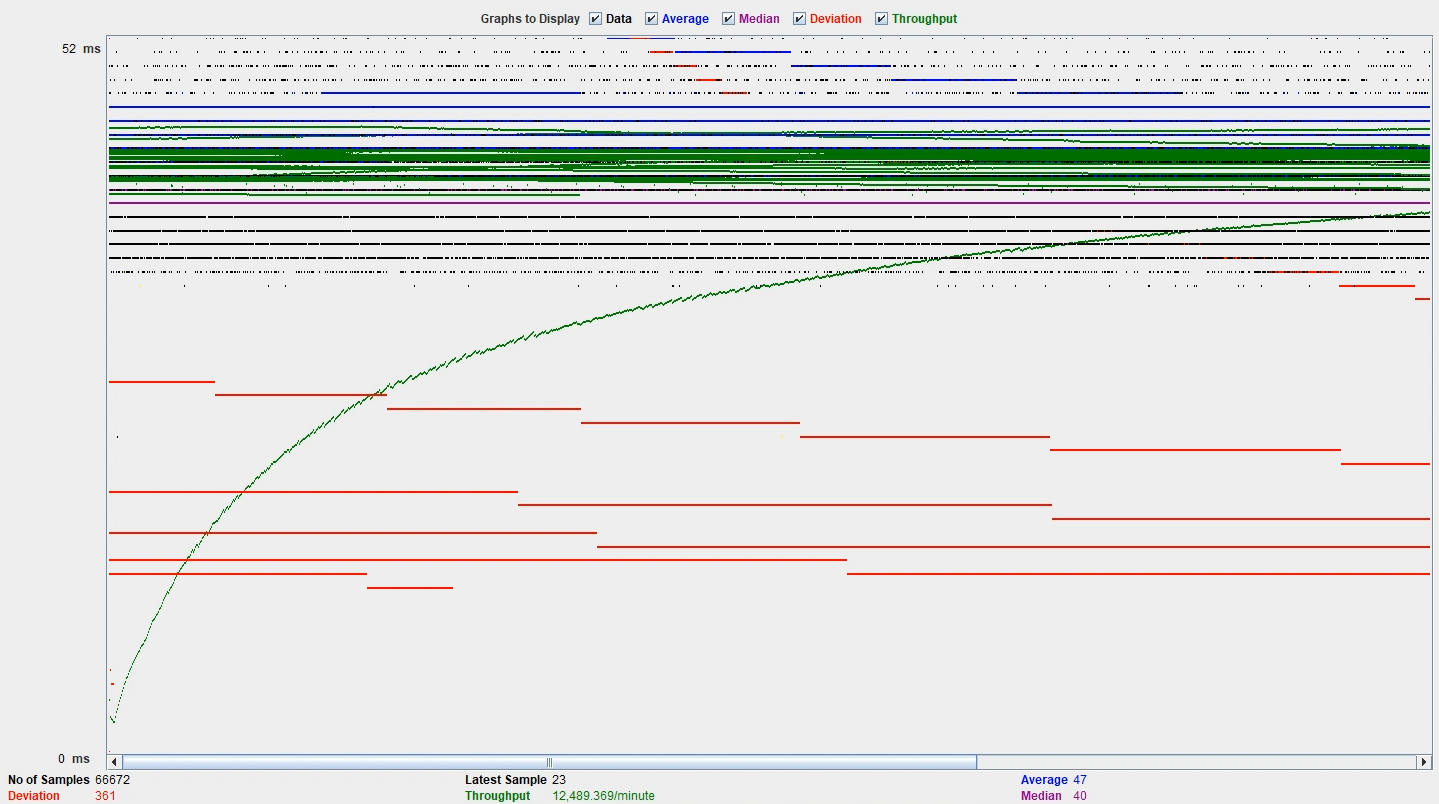 Graphs to Display Data Average Median Deviation Throughput
52 ms
0 ms
No of Samples 66672 Latest Sample 23 Average 47
Deviation 361 Throughput 12,489.369/minute Median 40